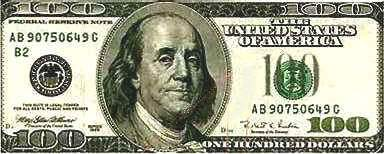 100 100
FEDERAL RESERVE NOTE
THE
UNITED STATES
OF AMERICA
AB 90750649 G
B2
100
THIS NOTE IS LEGAL TENDER
FOR ALL DEBTS, PUBLIC AND PRIVATE
AB 90750649 G
100
100
ONE HUNDRED DOLLARS